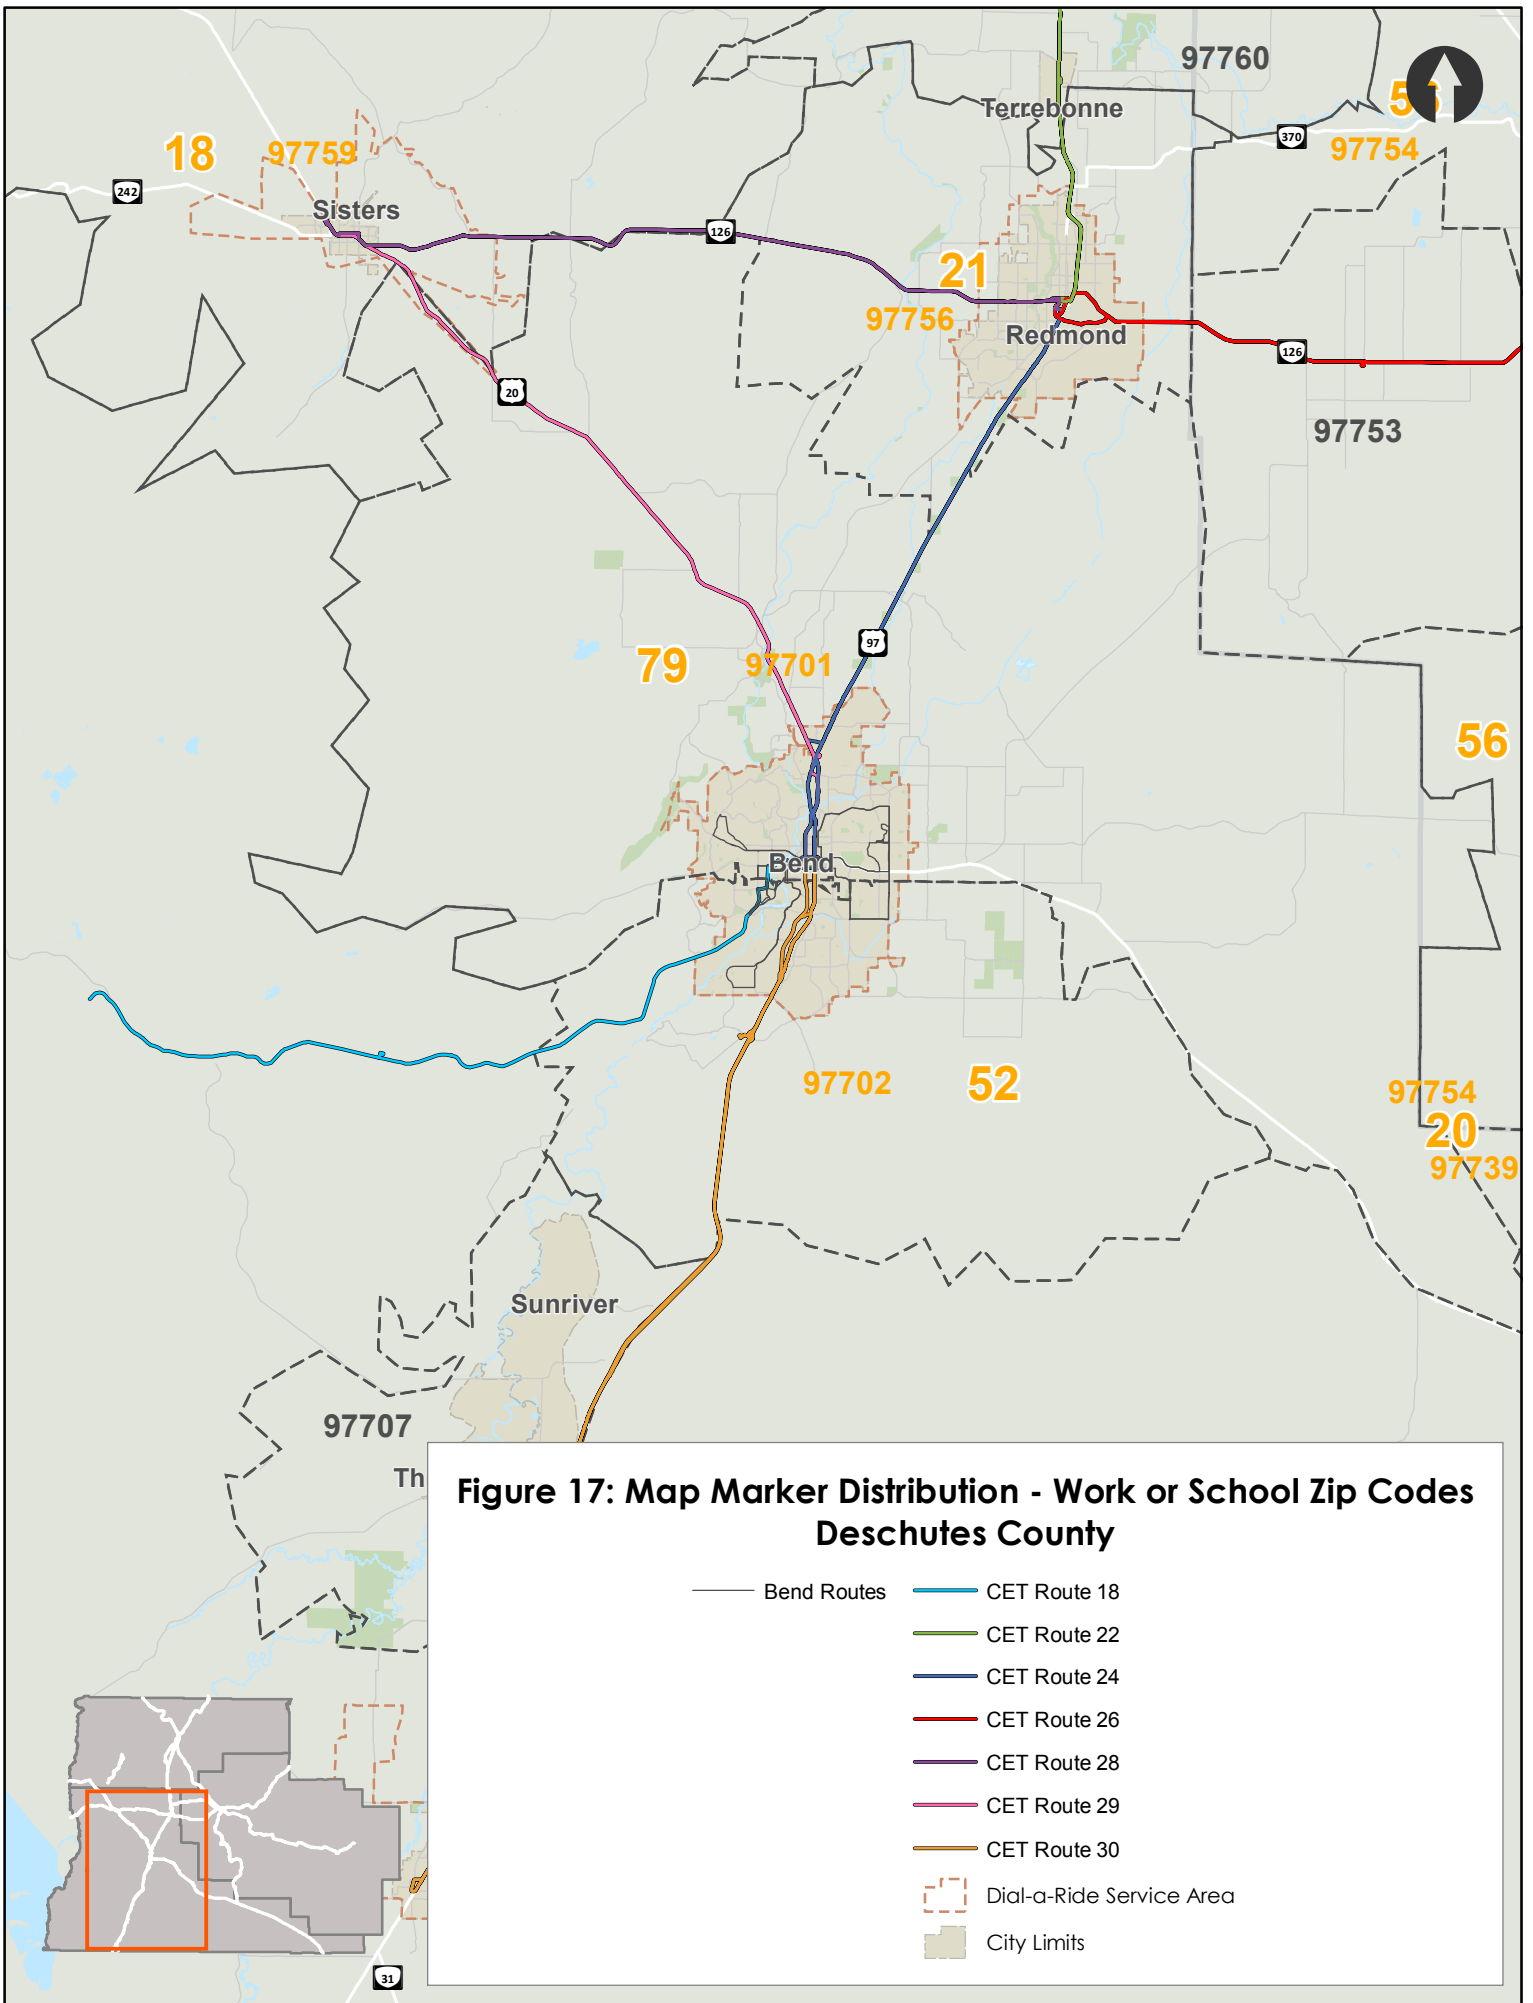 97760
Terrebonne
370
97754
18
97759
242
Sisters
126
21
97756
Redmond
126
20
97753
97
79
97701
56
Bend
97702
52
97754
20
97739
Sunriver
97707
Th
Figure 17: Map Marker Distribution - Work or School Zip Codes
Deschutes County
Bend Routes
CET Route 18
CET Route 22
CET Route 24
CET Route 26
CET Route 28
CET Route 29
CET Route 30
Dial-a-Ride Service Area
City Limits
31